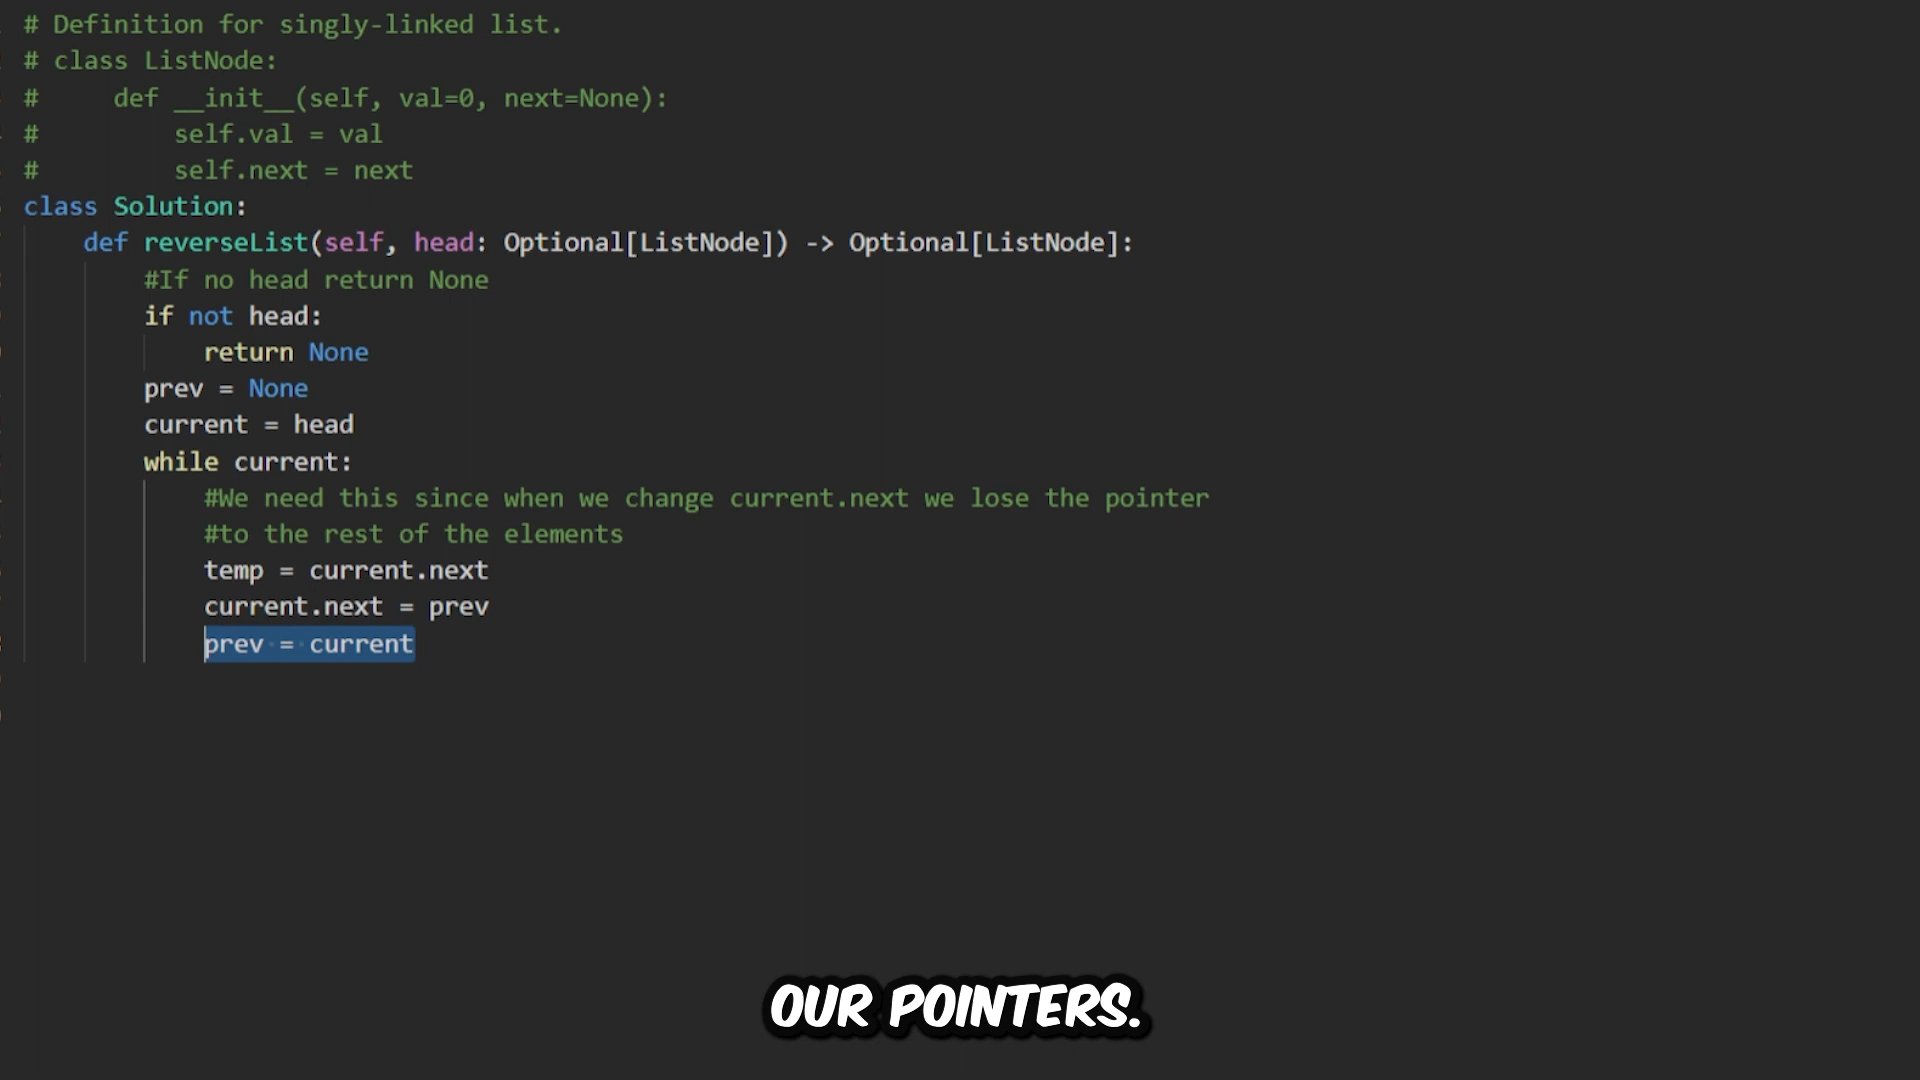 # Definition for singly-linked list.
# class ListNode:
#     def __init__(self, val=0, next=None):
#         self.val = val
#         self.next = next
class Solution:
    def reverseList(self, head: Optional[ListNode]) -> Optional[ListNode]:
        #If no head return None
        if not head:
            return None
        prev = None
        current = head
        while current:
            #We need this since when we change current.next we lose the pointer
            #to the rest of the elements
            temp = current.next
            current.next = prev
            prev = current
OUR POINTERS.